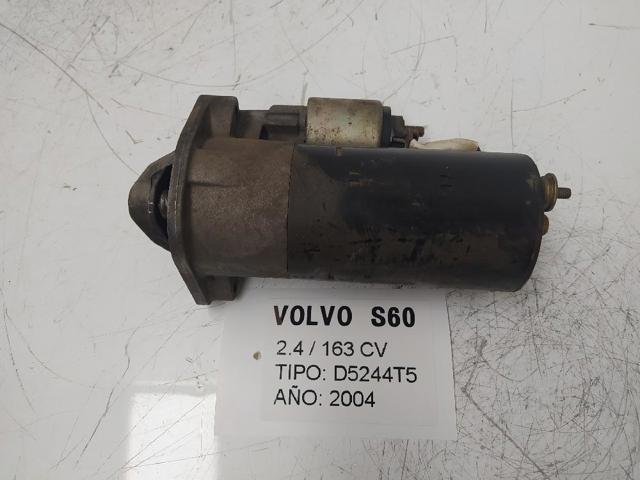 VOLVO S60
2.4 / 163 CV
TIPO: D5244T5
AÑO: 2004